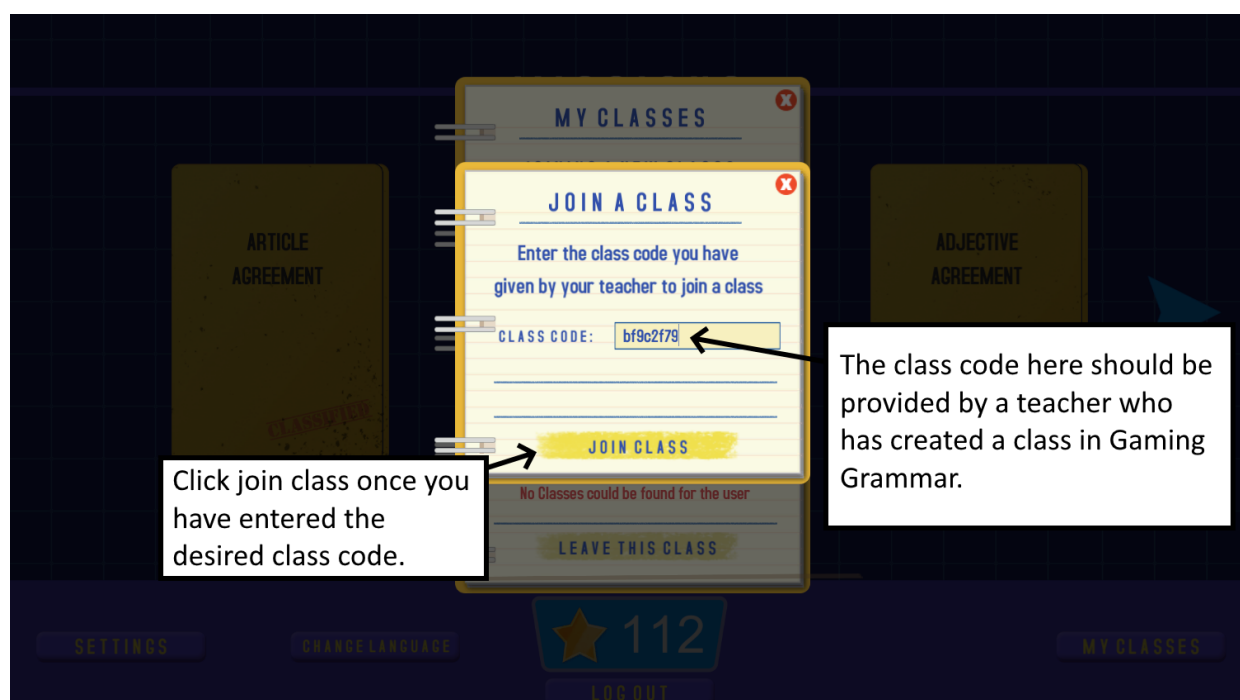 MY CLASSES
JOIN A CLASS
Enter the class code you have
given by your teacher to join a class
CLASS CODE: bf9c2f79
JOIN CLASS
No Classes could be found for the user
LEAVE THIS CLASS
ARTICLE
AGREEMENT
CLASSIFIED
ADJECTIVE
AGREEMENT
The class code here should be
provided by a teacher who
has created a class in Gaming
Grammar.
Click join class once you
have entered the
desired class code.
SETTINGS
CHANGE LANGUAGE
112
MY CLASSES
LOG OUT